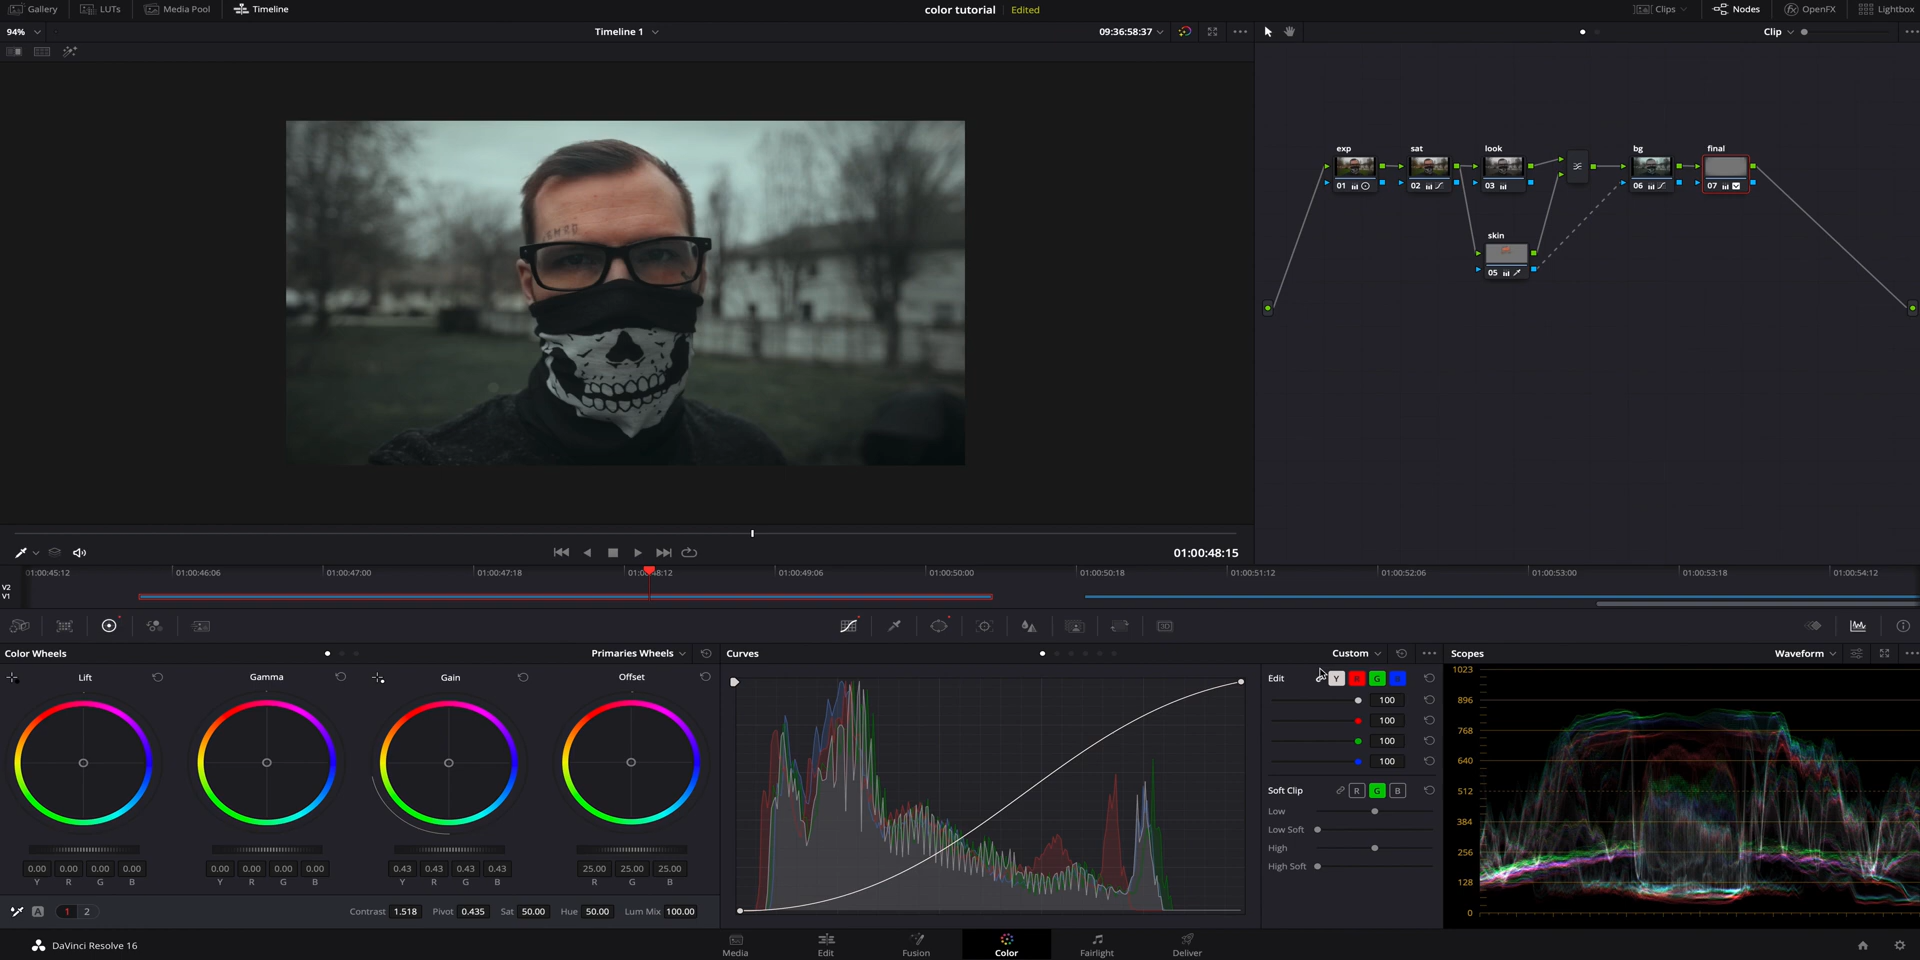 Gallery LUTs Media Pool Timeline color tutorial Edited Clips Nodes OpenFX Lightbox
94% Timeline 1 09:36:58:37 Clip
exp sat look bg final
01 02 03 06 07
skin
05
01:00:48:15
01:00:45:12 01:00:46:06 01:00:47:00 01:00:47:18 01:00:48:12 01:00:49:06 01:00:50:00 01:00:50:18 01:00:51:12 01:00:52:06 01:00:53:00 01:00:53:18 01:00:54:12
V2
V1
Color Wheels Primaries Wheels Curves Custom Scopes Waveform
Lift Gamma Gain Offset
0.00 0.00 0.00 0.00 0.00 0.00 0.00 0.00 0.43 0.43 0.43 0.43 25.00 25.00 25.00
Y R G B Y R G B Y R G B R G B
A 1 2 Contrast 1.518 Pivot 0.435 Sat 50.00 Hue 50.00 Lum Mix 100.00
Edit Y R G
100
100
100
100
Soft Clip R G B
Low
Low Soft
High
High Soft
1023
896
768
640
512
384
256
128
0
DaVinci Resolve 16 Media Edit Fusion Color Fairlight Deliver